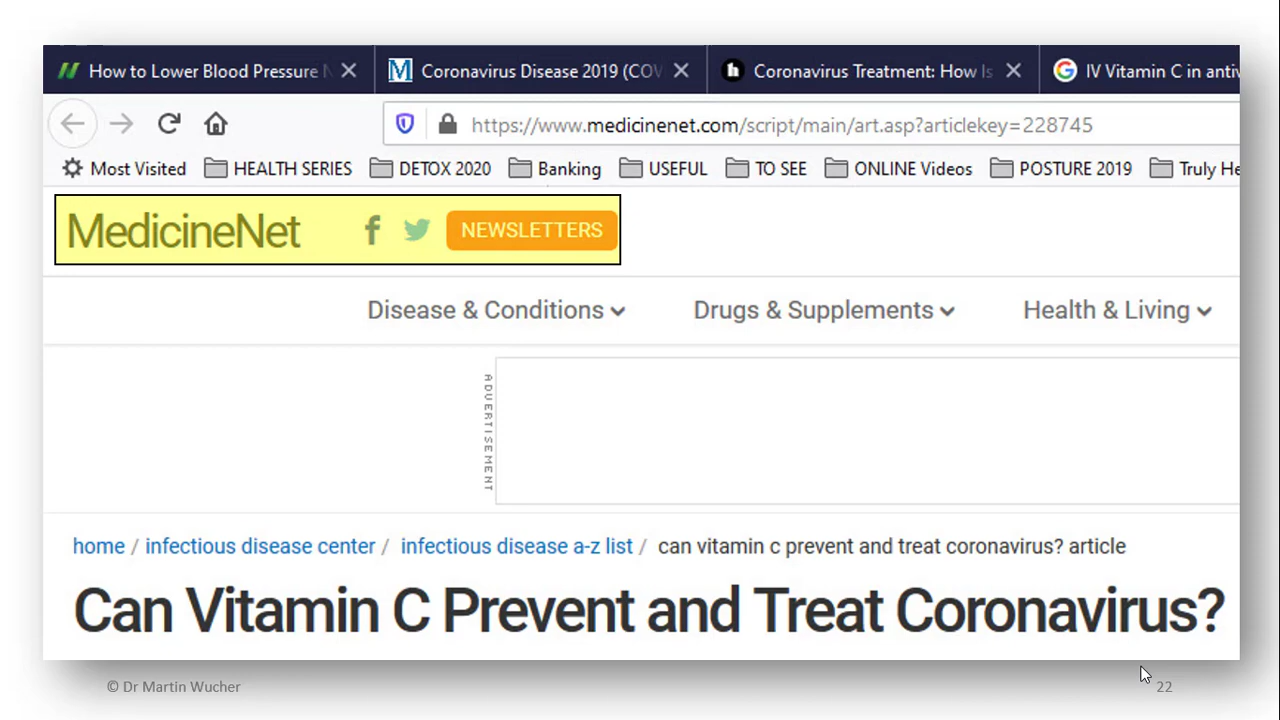 How to Lower Blood Pressure
Coronavirus Disease 2019 (COV
Coronavirus Treatment: How Is
IV Vitamin C in antiv
https://www.medicinenet.com/script/main/art.asp?articlekey=228745
Most Visited HEALTH SERIES DETOX 2020 Banking USEFUL TO SEE ONLINE Videos POSTURE 2019 Truly He
MedicineNet f NEWSLETTERS
Disease & Conditions Drugs & Supplements Health & Living
ADVERTISEMENT
home / infectious disease center / infectious disease a-z list / can vitamin c prevent and treat coronavirus? article
Can Vitamin C Prevent and Treat Coronavirus?
© Dr Martin Wucher 22